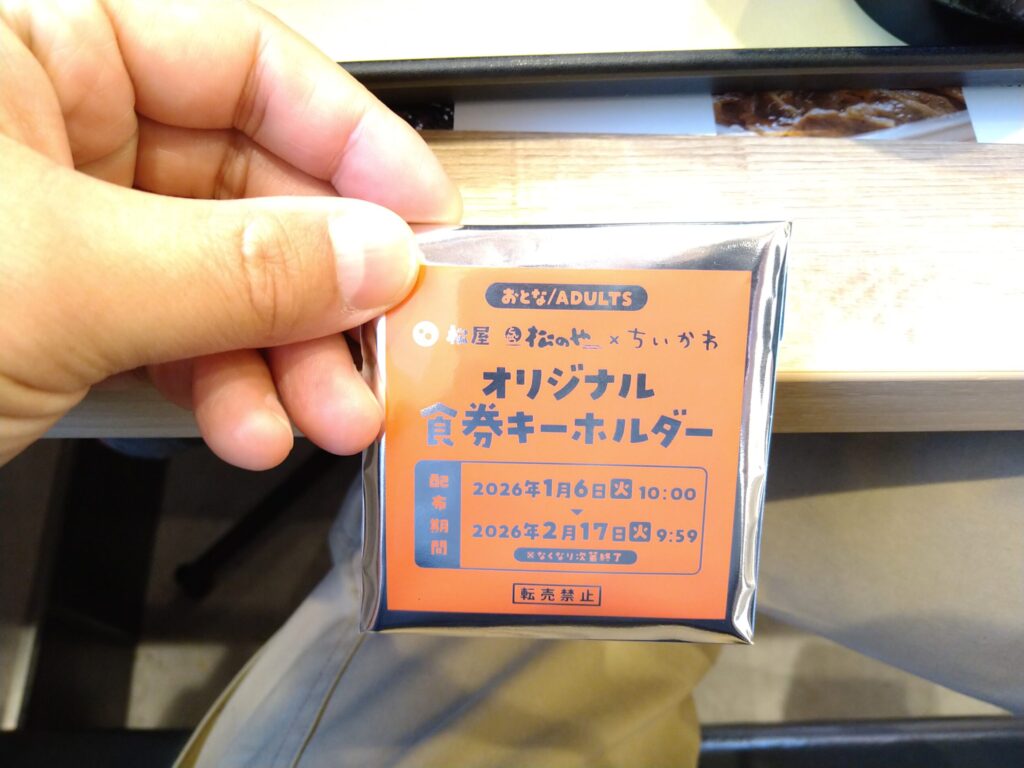 おとな/ADULTS
松屋 松のや × ちいかわ
オリジナル
食券キーホルダー
配布期間
2026年1月6日火 10:00
2026年2月17日火 9:59
※なくなり次第終了
転売禁止